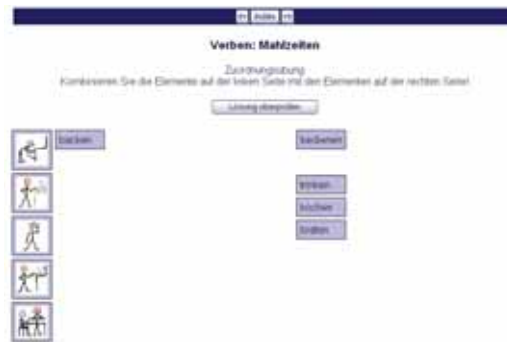 <= Index =>
Verben: Mahlzeiten
Zuordnungsübung
Kombinieren Sie die Elemente auf der linken Seite mit den Elementen auf der rechten Seite!
Lösung überprüfen
backen
bedienen
trinken
kochen
braten